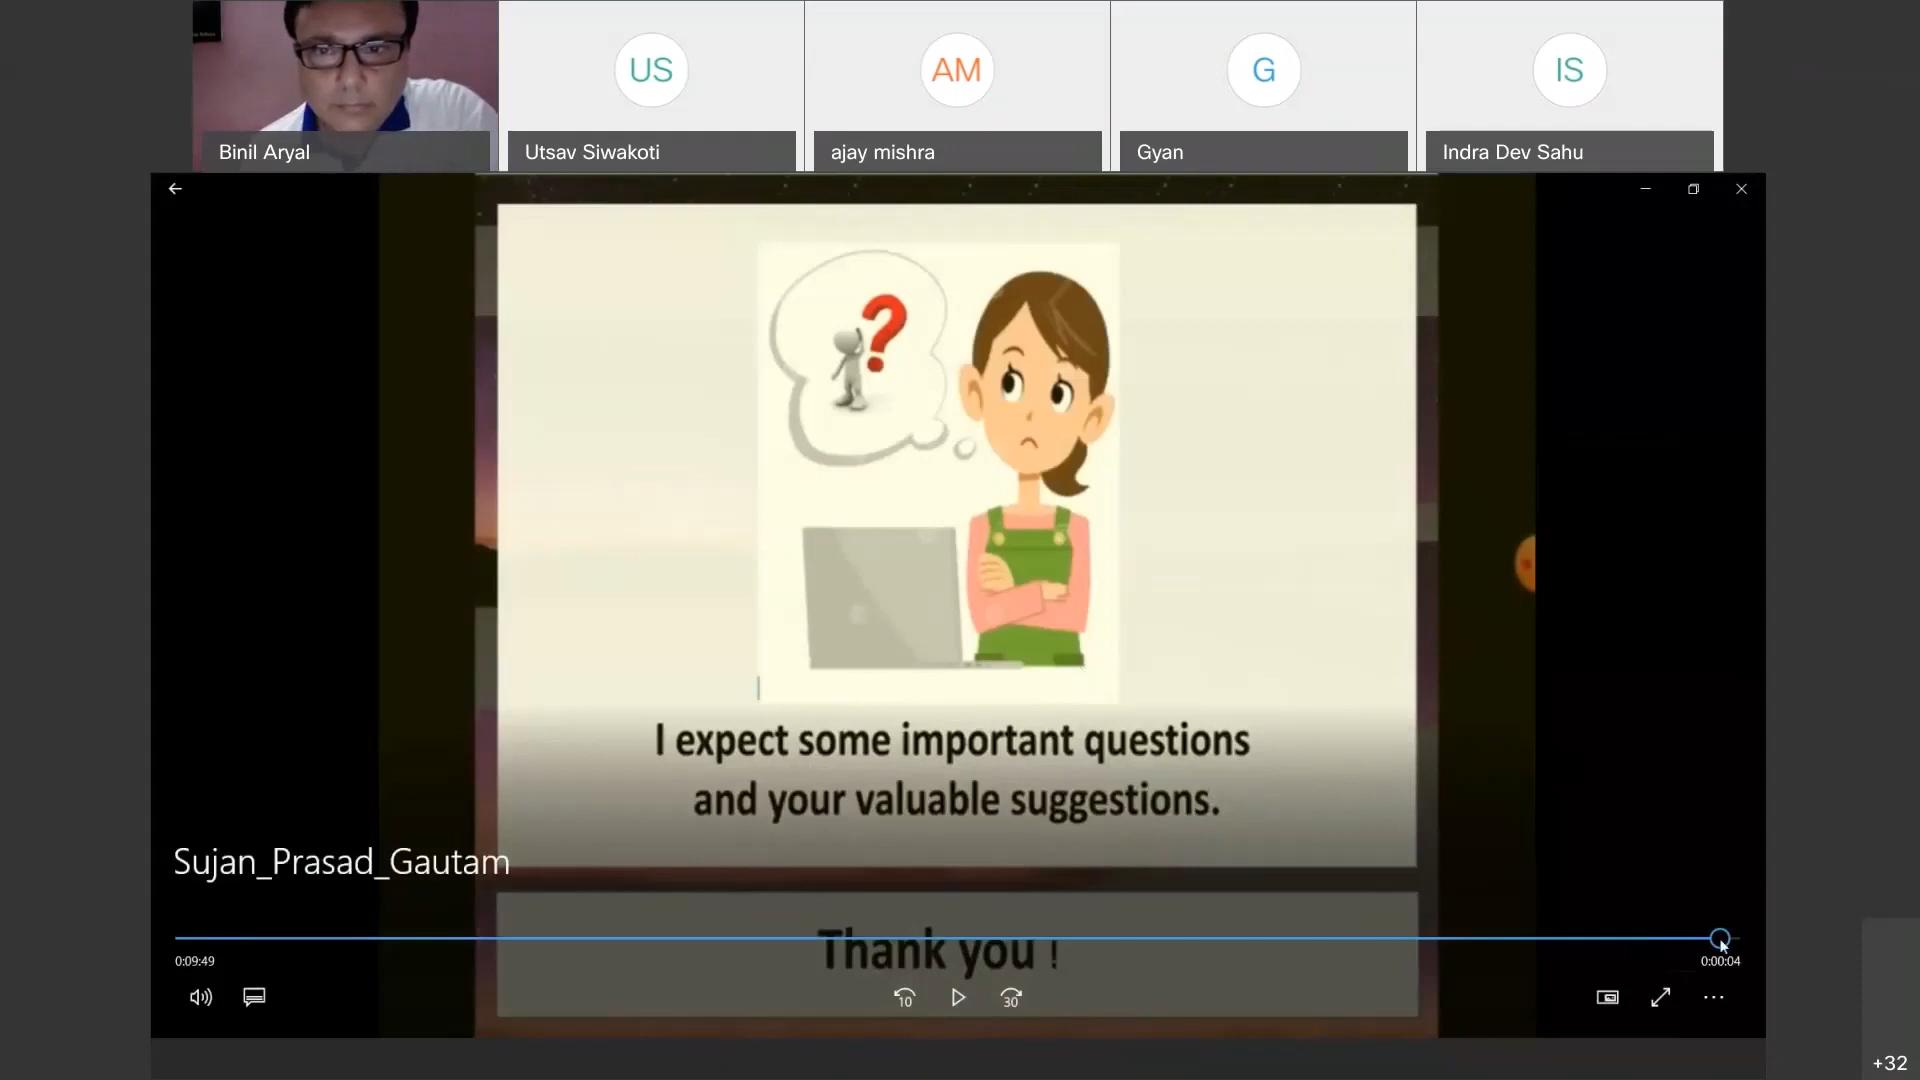 US
AM
G
IS
Binil Aryal
Utsav Siwakoti
ajay mishra
Gyan
Indra Dev Sahu
?
I expect some important questions
and your valuable suggestions.
Sujan_Prasad_Gautam
Thank you !
0:09:49
0:00:04
10
30
+32